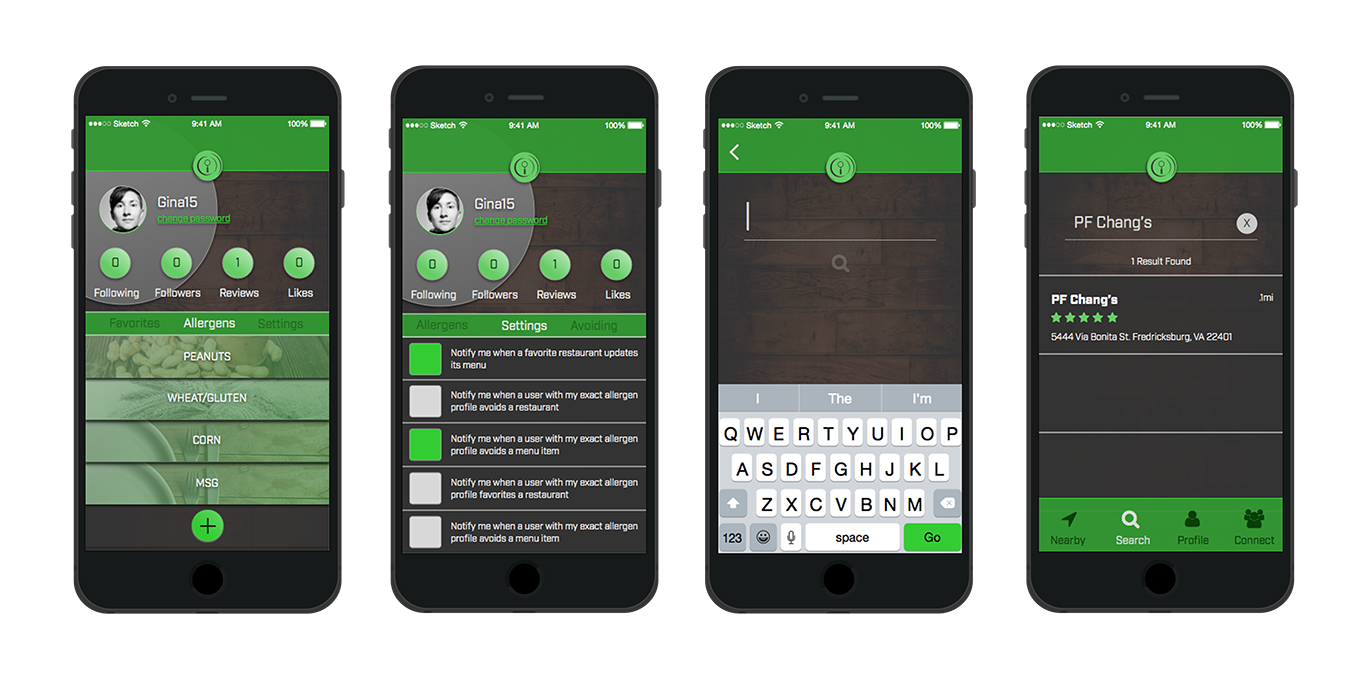 ●●●○○ Sketch 9:41 AM 100%
i
Gina15
change password
0 0 1 0
Following Followers Reviews Likes
Favorites Allergens Settings
PEANUTS
WHEAT/GLUTEN
CORN
MSG
+
●●●○○ Sketch 9:41 AM 100%
i
Gina15
change password
0 0 1 0
Following Followers Reviews Likes
Allergens Settings Avoiding
Notify me when a favorite restaurant updates
its menu
Notify me when a user with my exact allergen
profile avoids a restaurant
Notify me when a user with my exact allergen
profile avoids a menu item
Notify me when a user with my exact allergen
profile favorites a restaurant
Notify me when a user with my exact allergen
profile avoids a menu item
●●●○○ Sketch 9:41 AM 100%
i
I The I'm
Q W E R T Y U I O P
A S D F G H J K L
Z X C V B N M
123 space Go
●●●○○ Sketch 9:41 AM 100%
i
PF Chang's X
1 Result Found
PF Chang's .1mi
5444 Via Bonita St. Fredricksburg, VA 22401
Nearby Search Profile Connect